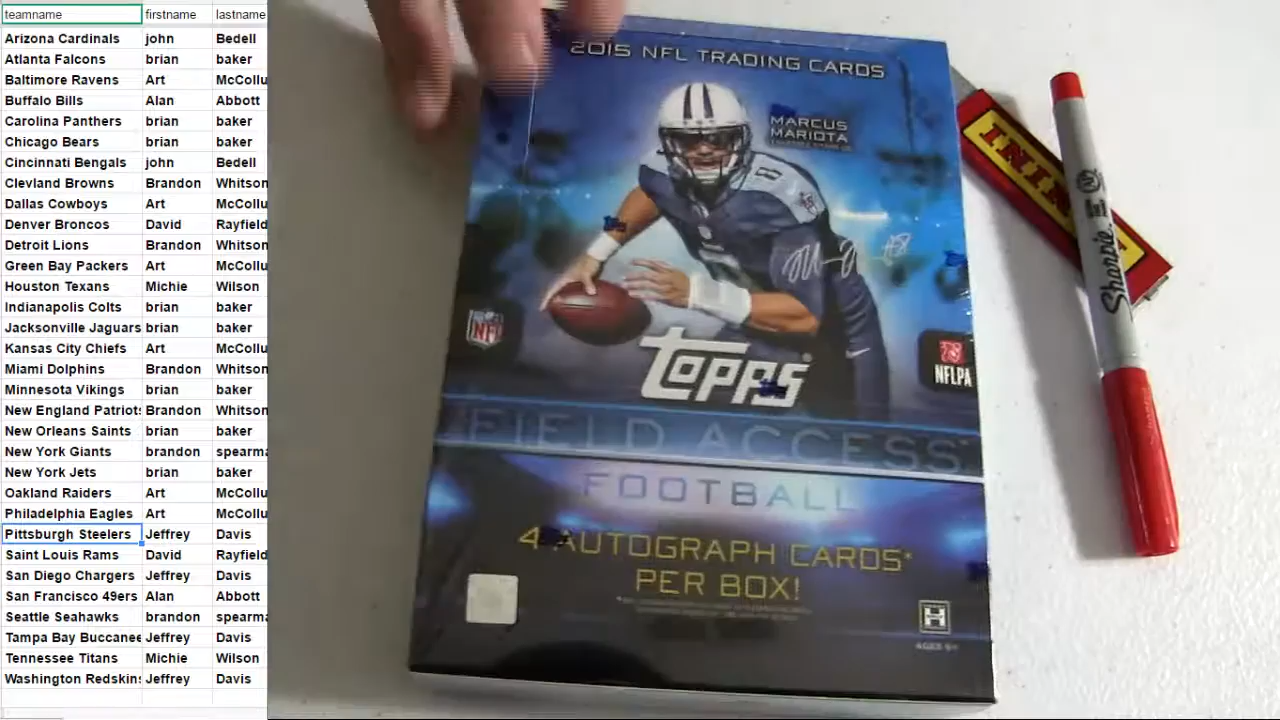 teamname firstname lastname
Arizona Cardinals john Bedell
Atlanta Falcons brian baker
Baltimore Ravens Art McCollu
Buffalo Bills Alan Abbott
Carolina Panthers brian baker
Chicago Bears brian baker
Cincinnati Bengals john Bedell
Clevland Browns Brandon Whitson
Dallas Cowboys Art McCollu
Denver Broncos David Rayfield
Detroit Lions Brandon Whitson
Green Bay Packers Art McCollu
Houston Texans Michie Wilson
Indianapolis Colts brian baker
Jacksonville Jaguars brian baker
Kansas City Chiefs Art McCollu
Miami Dolphins Brandon Whitson
Minnesota Vikings brian baker
New England Patriots Brandon Whitson
New Orleans Saints brian baker
New York Giants brandon spearma
New York Jets brian baker
Oakland Raiders Art McCollu
Philadelphia Eagles Art McCollu
Pittsburgh Steelers Jeffrey Davis
Saint Louis Rams David Rayfield
San Diego Chargers Jeffrey Davis
San Francisco 49ers Alan Abbott
Seattle Seahawks brandon spearma
Tampa Bay Buccanee Jeffrey Davis
Tennessee Titans Michie Wilson
Washington Redskins Jeffrey Davis
2015 NFL TRADING CARDS
MARCUS
MARIOTA
NFL
TOPPS
NFLPA
FIELD ACCESS
FOOTBALL
4 AUTOGRAPH CARDS*
PER BOX!
H
AGES 9+
Sharpie